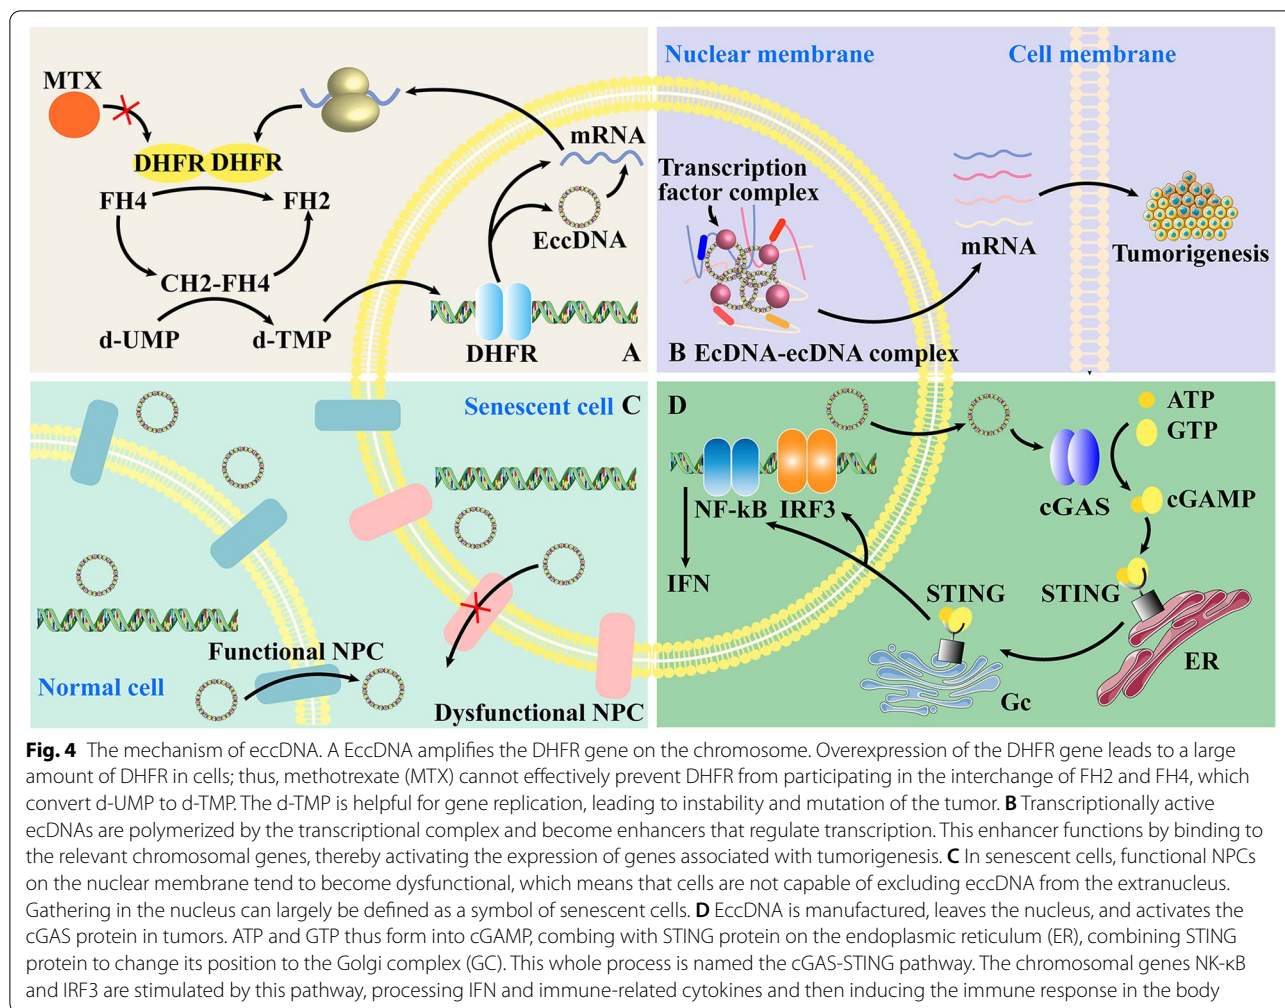 Nuclear membrane
Cell membrane
MTX
DHFR DHFR
FH4
FH2
CH2-FH4
d-UMP
d-TMP
mRNA
EccDNA
DHFR
A
Transcription
factor complex
mRNA
Tumorigenesis
B EcDNA-ecDNA complex
Senescent cell C
Functional NPC
Normal cell
Dysfunctional NPC
D
ATP
GTP
cGAS
cGAMP
NF-kB IRF3
IFN
STING
STING
ER
Gc
Fig. 4 The mechanism of eccDNA. A EccDNA amplifies the DHFR gene on the chromosome. Overexpression of the DHFR gene leads to a large
amount of DHFR in cells; thus, methotrexate (MTX) cannot effectively prevent DHFR from participating in the interchange of FH2 and FH4, which
convert d-UMP to d-TMP. The d-TMP is helpful for gene replication, leading to instability and mutation of the tumor. B Transcriptionally active
ecDNAs are polymerized by the transcriptional complex and become enhancers that regulate transcription. This enhancer functions by binding to
the relevant chromosomal genes, thereby activating the expression of genes associated with tumorigenesis. C In senescent cells, functional NPCs
on the nuclear membrane tend to become dysfunctional, which means that cells are not capable of excluding eccDNA from the extranucleus.
Gathering in the nucleus can largely be defined as a symbol of senescent cells. D EccDNA is manufactured, leaves the nucleus, and activates the
cGAS protein in tumors. ATP and GTP thus form into cGAMP, combing with STING protein on the endoplasmic reticulum (ER), combining STING
protein to change its position to the Golgi complex (GC). This whole process is named the cGAS-STING pathway. The chromosomal genes NK-κB
and IRF3 are stimulated by this pathway, processing IFN and immune-related cytokines and then inducing the immune response in the body